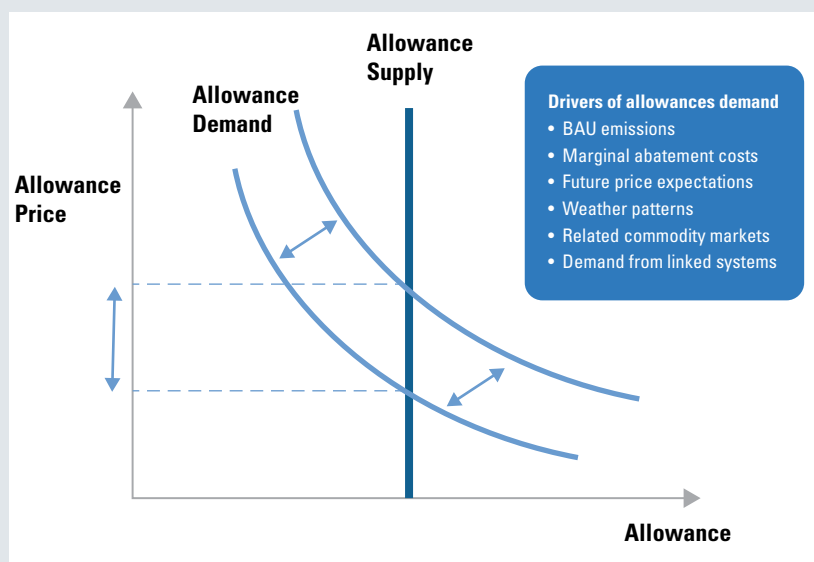 Allowance
Supply
Allowance
Demand
Allowance
Price
Drivers of allowances demand
• BAU emissions
• Marginal abatement costs
• Future price expectations
• Weather patterns
• Related commodity markets
• Demand from linked systems
Allowance